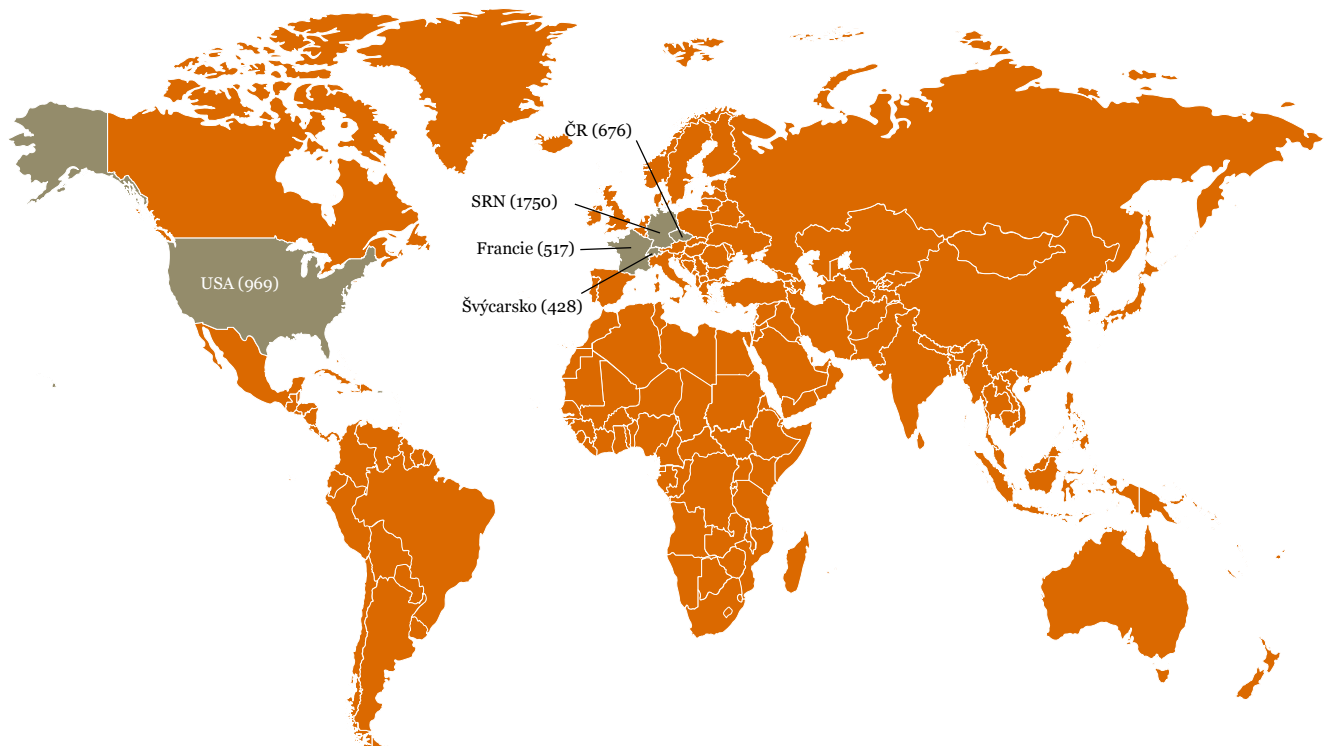 ČR (676)
SRN (1750)
Francie (517)
USA (969)
Švýcarsko (428)